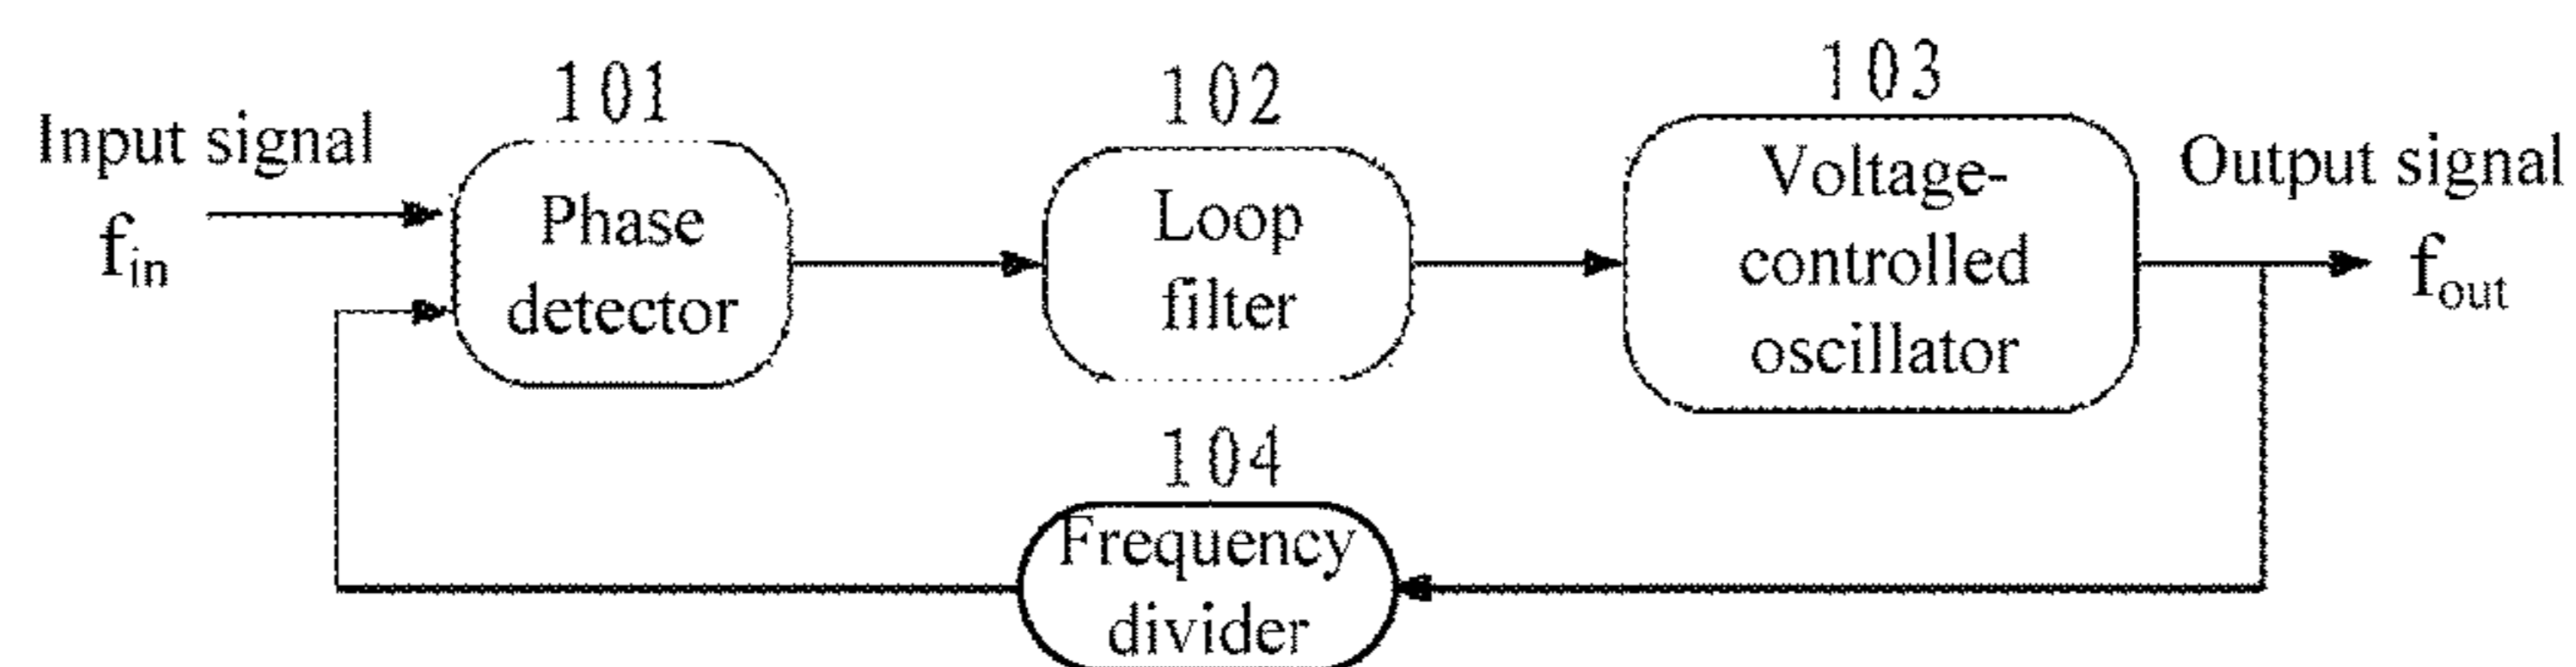 101
102
103
Input signal
f_in
Phase
detector
Loop
filter
Voltage-
controlled
oscillator
Output signal
f_out
104
Frequency
divider